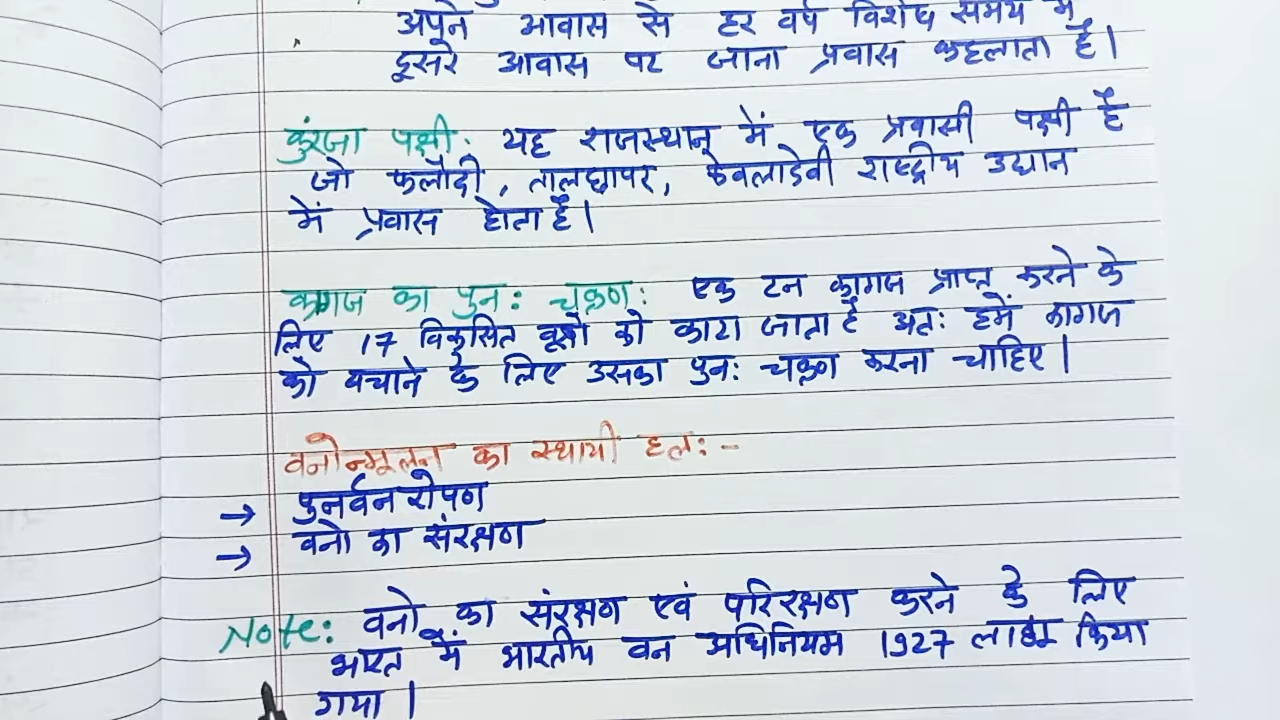 अपने आवास से हर वर्ष विशेष समय में
दूसरे आवास पर जाना प्रवास कहलाता है।
कुंरजा पक्षी: यह राजस्थान में एक प्रवासी पक्षी है
जो फलौदी, तालछापर, केवलादेवी राष्ट्रीय उद्यान
में प्रवास होता है।
कागज का पुन: चक्रण: एक टन कागज प्राप्त करने के
लिए 17 विकसित वृक्षो को काटा जाता है अत: हमें कागज
को बचाने के लिए उसका पुन: चक्रण करना चाहिए।
वनोन्मूलन का स्थायी हल:-
→ पुनर्वनरोपण
→ वनो का संरक्षण
Note: वनो का संरक्षण एवं परिरक्षण करने के लिए
भारत में भारतीय वन अधिनियम 1927 लागू किया
गया।